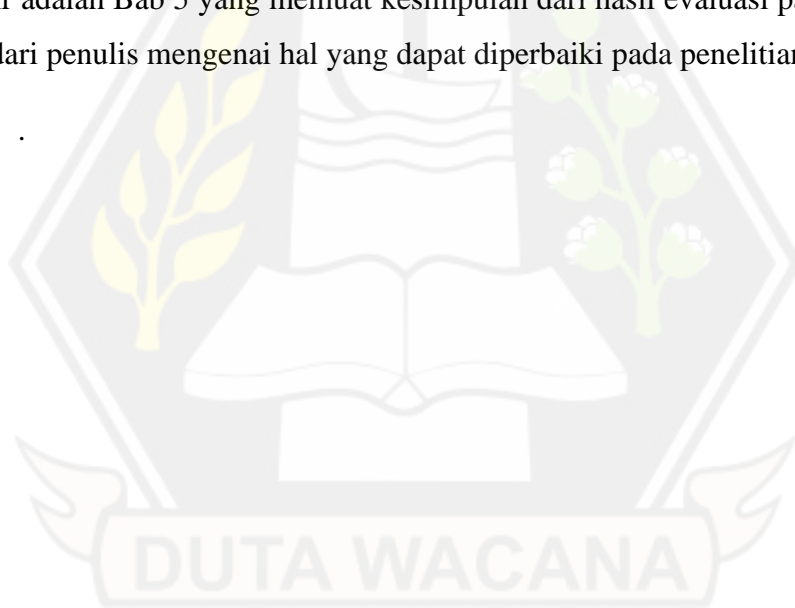 adalah Bab 5 yang memuat kesimpulan dari hasil evaluasi
dari penulis mengenai hal yang dapat diperbaiki pada penelitian
.
DUTA WACANA